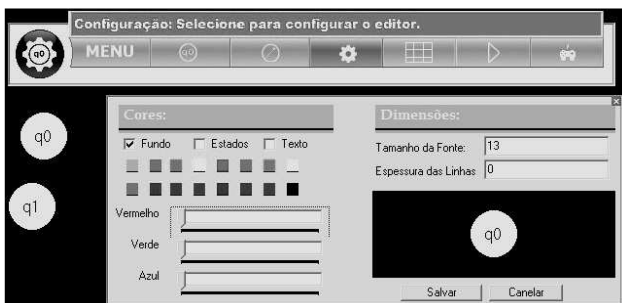 Configuração: Selecione para configurar o editor.
q0 MENU q0
q0
q1
Cores:
Fundo Estados Texto
Vermelho
Verde
Azul
Dimensões:
Tamanho da Fonte: 13
Espessura das Linhas 0
q0
Salvar Canelar